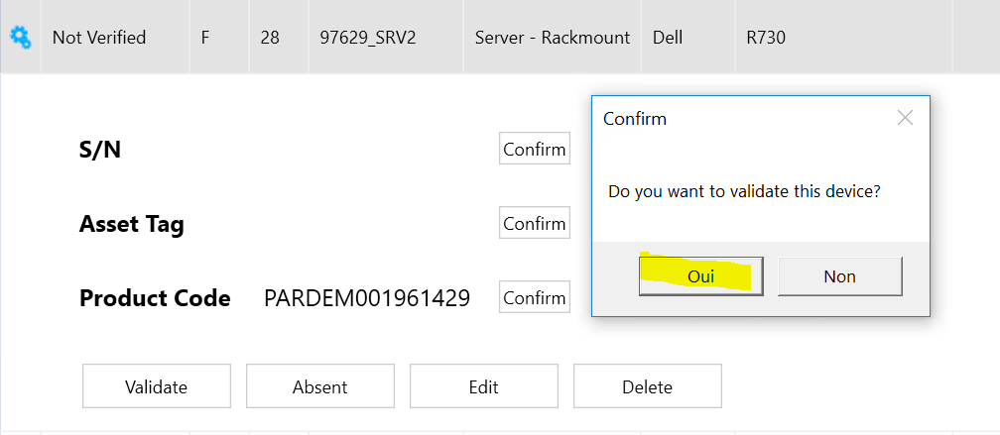 Not Verified F 28 97629_SRV2 Server - Rackmount Dell R730
Confirm
Do you want to validate this device?
Oui Non
S/N Confirm
Asset Tag Confirm
Product Code PARDEM001961429 Confirm
Validate Absent Edit Delete